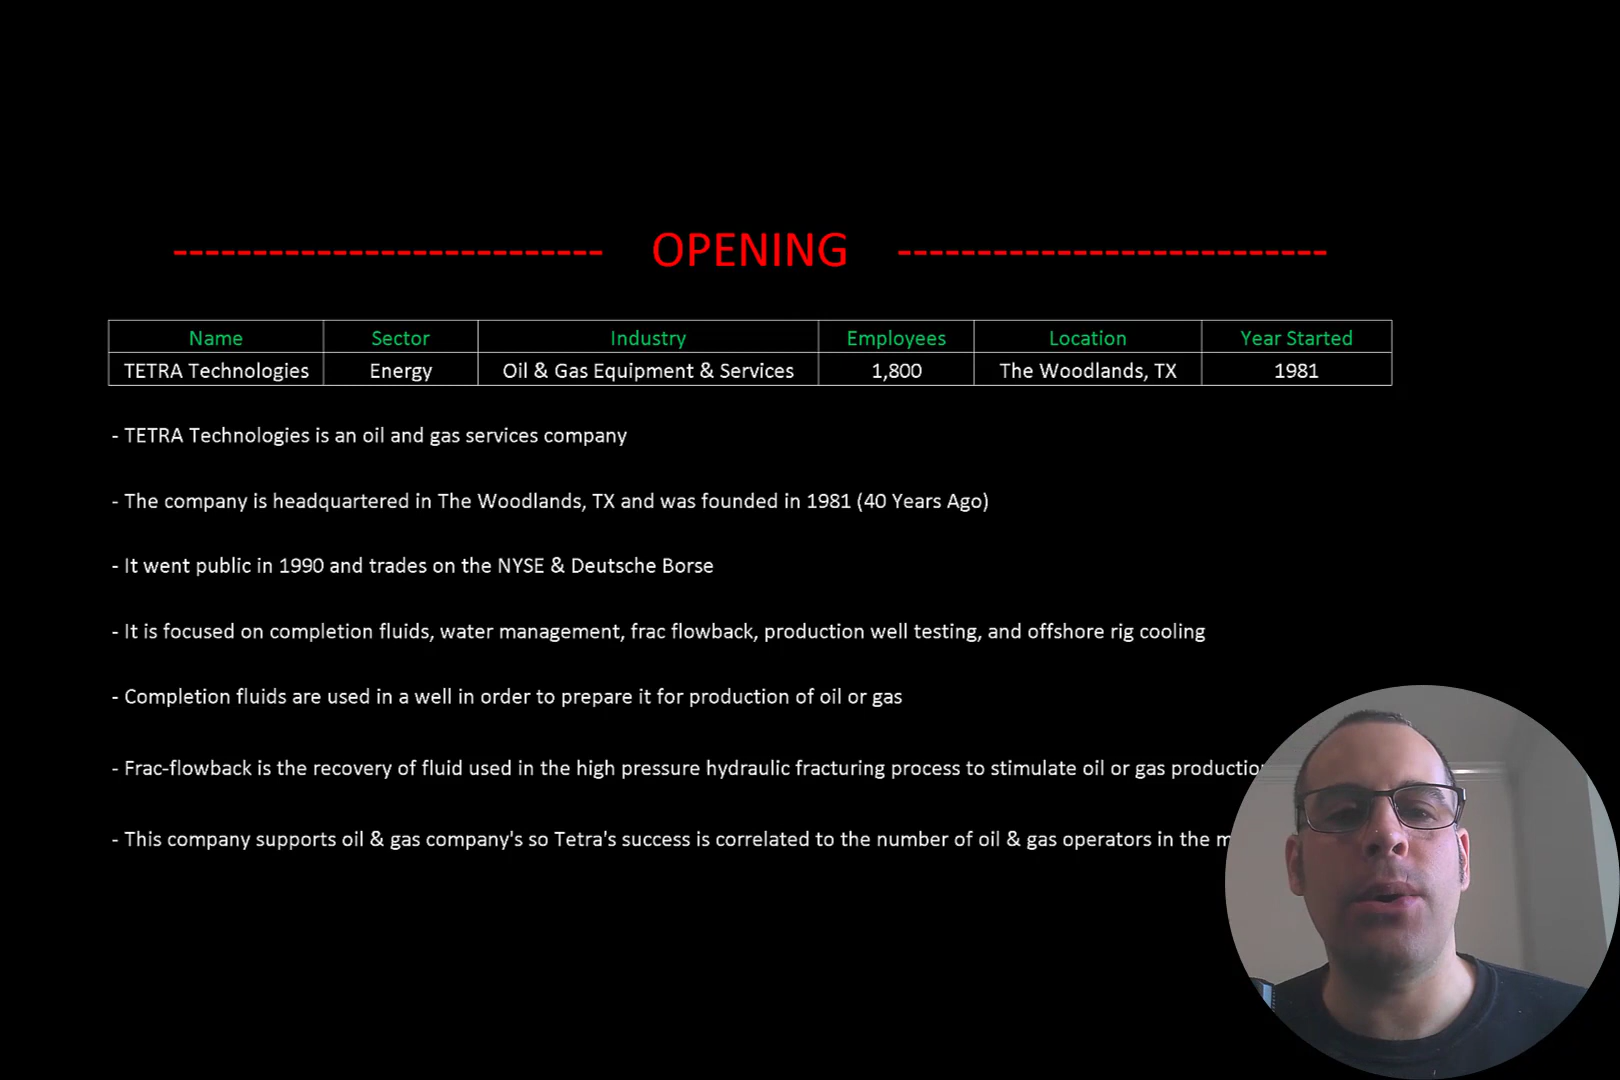 -------------------------- OPENING --------------------------
Name Sector Industry Employees Location Year Started
TETRA Technologies Energy Oil & Gas Equipment & Services 1,800 The Woodlands, TX 1981
- TETRA Technologies is an oil and gas services company
- The company is headquartered in The Woodlands, TX and was founded in 1981 (40 Years Ago)
- It went public in 1990 and trades on the NYSE & Deutsche Borse
- It is focused on completion fluids, water management, frac flowback, production well testing, and offshore rig cooling
- Completion fluids are used in a well in order to prepare it for production of oil or gas
- Frac-flowback is the recovery of fluid used in the high pressure hydraulic fracturing process to stimulate oil or gas production
- This company supports oil & gas company's so Tetra's success is correlated to the number of oil & gas operators in the